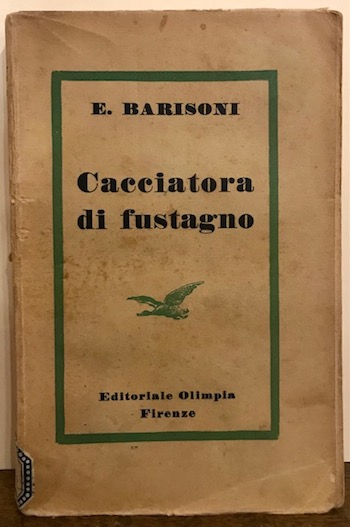 E. BARISONI
Cacciatora
di fustagno
Editoriale Olimpia
Firenze